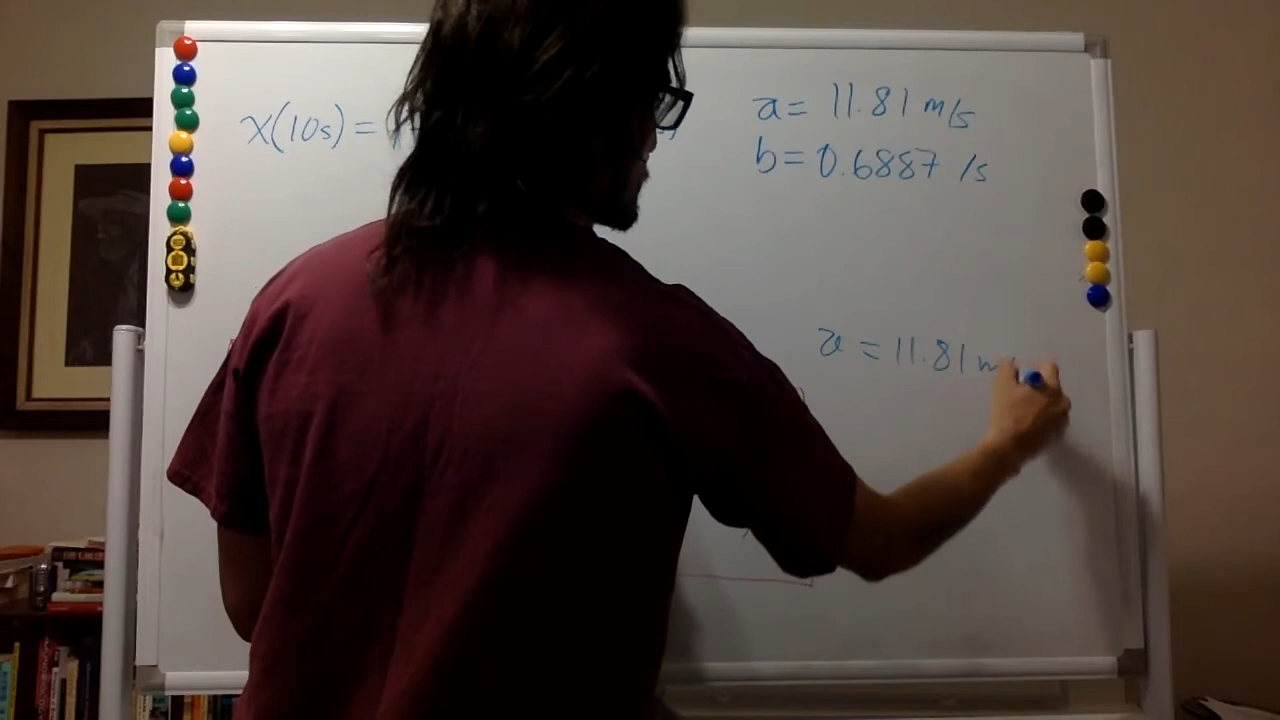 x(10s) =
a = 11.81 m/s
b = 0.6887 /s
a = 11.81 m